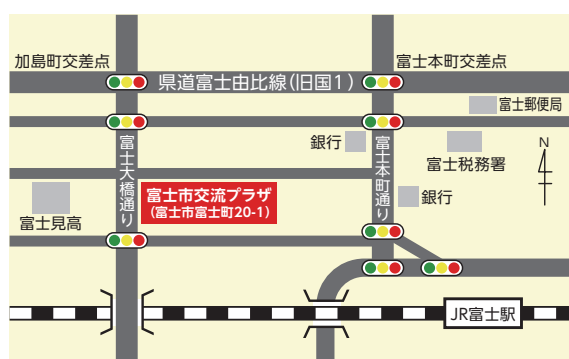 加島町交差点
富士本町交差点
県道富士由比線(旧国1)
富士郵便局
銀行
富士税務署
N
富士大橋通り
富士本町通り
富士市交流プラザ
(富士市富士町20-1)
銀行
富士見高
JR富士駅